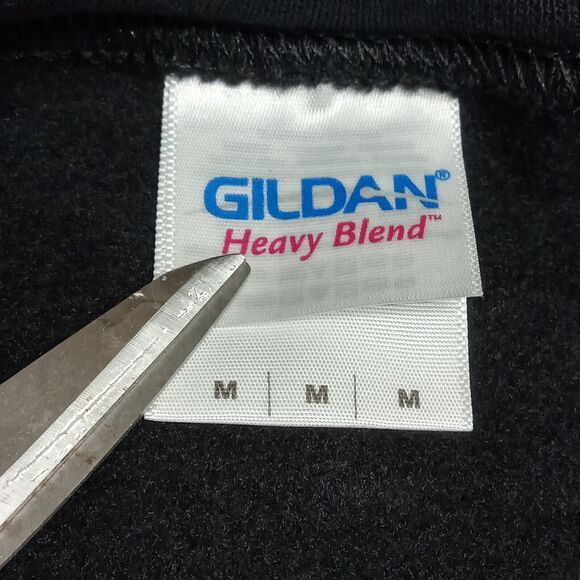 GILDAN®
Heavy Blend™
M | M | M